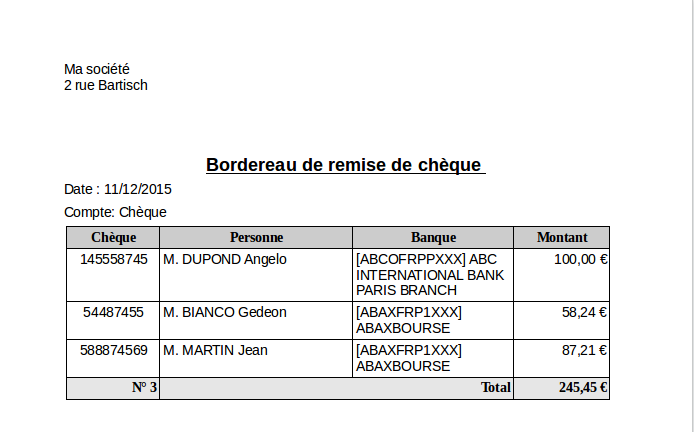 Ma société
2 rue Bartisch
Bordereau de remise de chèque
Date : 11/12/2015
Compte: Chèque
Chèque Personne Banque Montant
145558745 M. DUPOND Angelo [ABCOFRPPXXX] ABC 100,00 €
INTERNATIONAL BANK
PARIS BRANCH
54487455 M. BIANCO Gedeon [ABAXFRP1XXX] 58,24 €
ABAXBOURSE
588874569 M. MARTIN Jean [ABAXFRP1XXX] 87,21 €
ABAXBOURSE
N° 3 Total 245,45 €